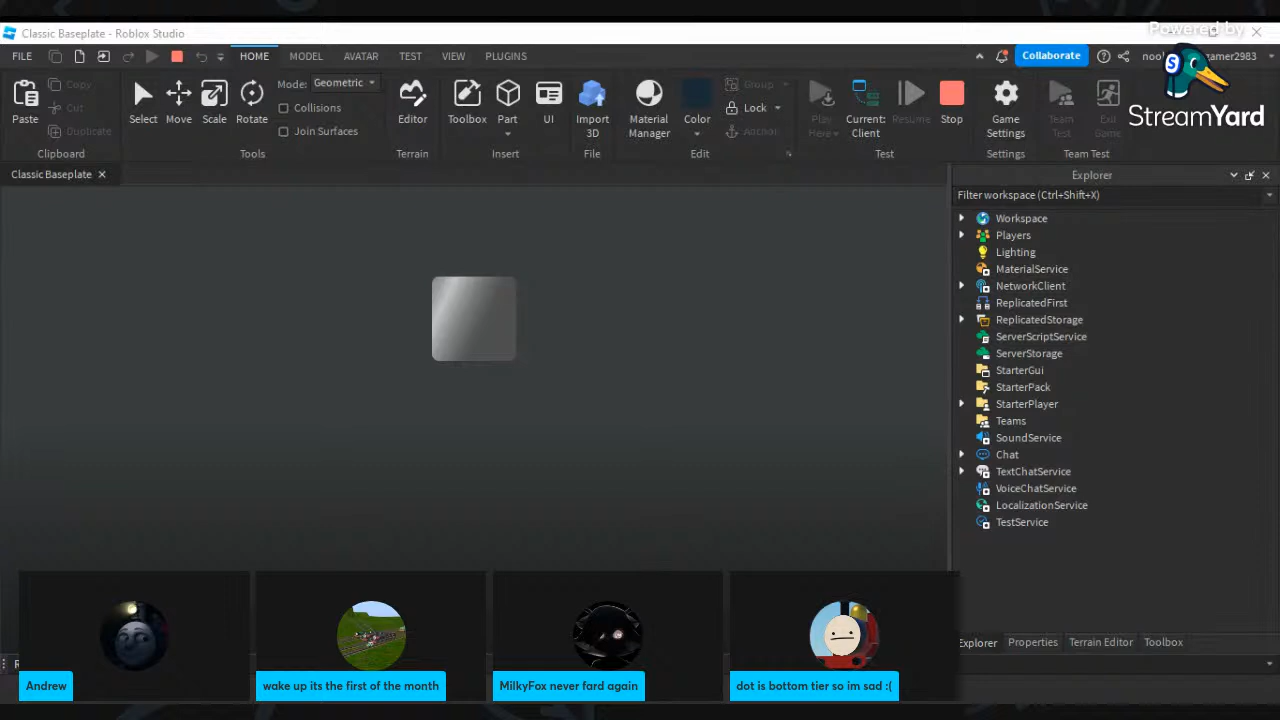 Classic Baseplate - Roblox Studio
Powered by
FILE
HOME
MODEL
AVATAR
TEST
VIEW
PLUGINS
Collaborate
gamer2983
StreamYard
Paste
Copy
Cut
Duplicate
Clipboard
Select
Move
Scale
Rotate
Mode:
Geometric
Collisions
Join Surfaces
Tools
Editor
Terrain
Toolbox
Part
UI
Insert
Import
3D
File
Material
Manager
Color
Group
Lock
Anchor
Edit
Play
Here
Current:
Client
Resume
Stop
Test
Game
Settings
Settings
Team
Test
Exit
Game
Team Test
Classic Baseplate
Explorer
Filter workspace (Ctrl+Shift+X)
Workspace
Players
Lighting
MaterialService
NetworkClient
ReplicatedFirst
ReplicatedStorage
ServerScriptService
ServerStorage
StarterGui
StarterPack
StarterPlayer
Teams
SoundService
Chat
TextChatService
VoiceChatService
LocalizationService
TestService
Explorer
Properties
Terrain Editor
Toolbox
Andrew
wake up its the first of the month
MilkyFox never fard again
dot is bottom tier so im sad :(